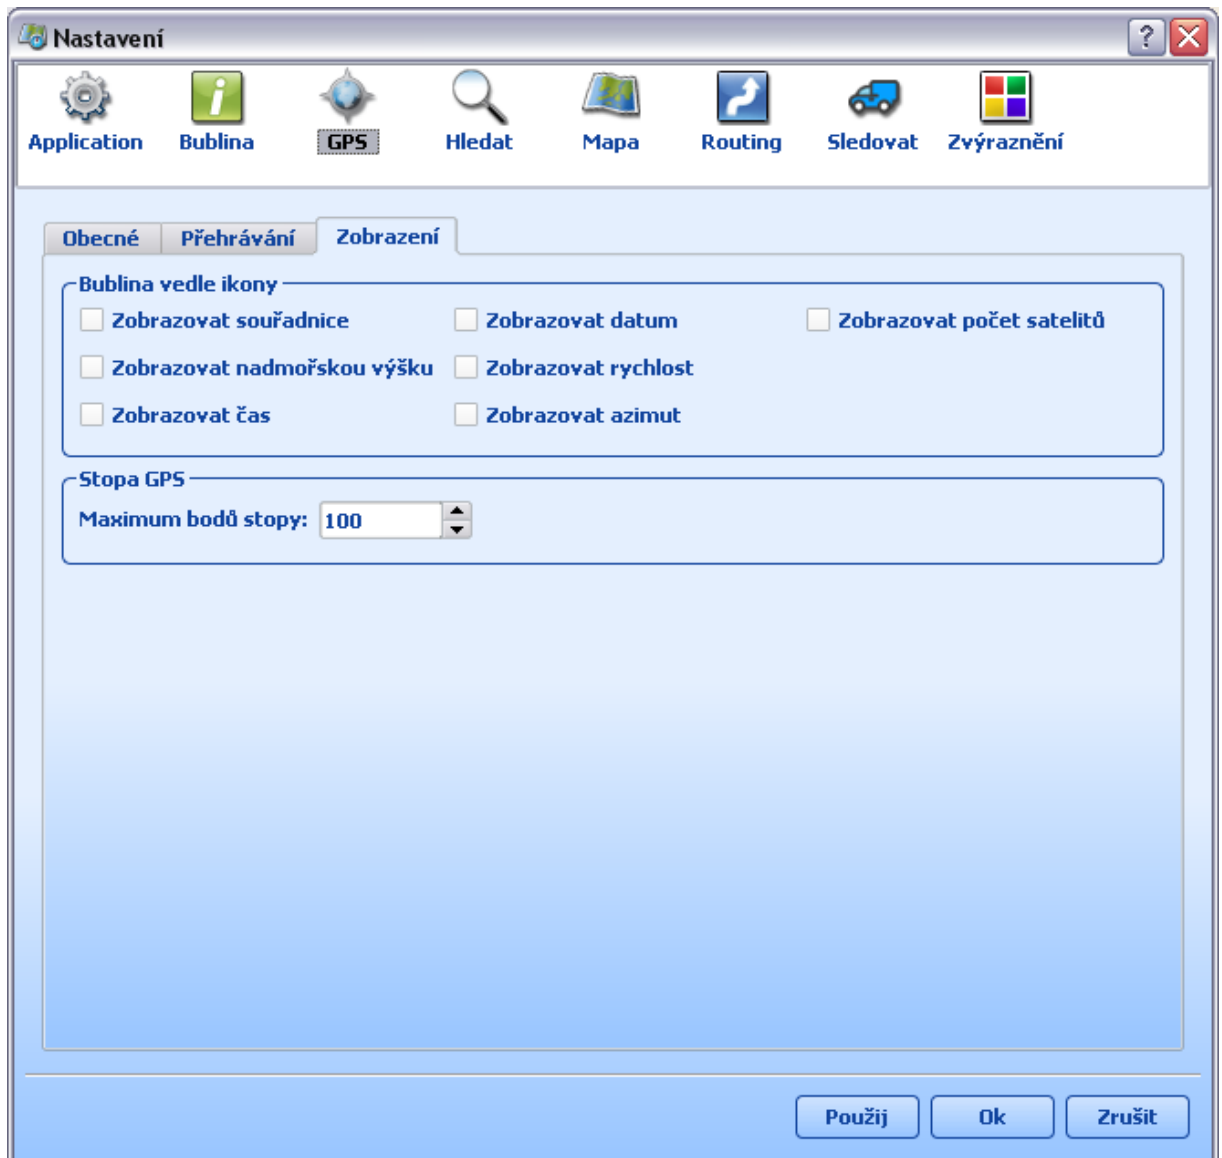 Nastavení
Application Bublina GPS Hledat Mapa Routing Sledovat Zvýraznění
Obecné Přehrávání Zobrazení
Bublina vedle ikony
Zobrazovat souřadnice Zobrazovat datum Zobrazovat počet satelitů
Zobrazovat nadmořskou výšku Zobrazovat rychlost
Zobrazovat čas Zobrazovat azimut
Stopa GPS
Maximum bodů stopy: 100
Použij Ok Zrušit